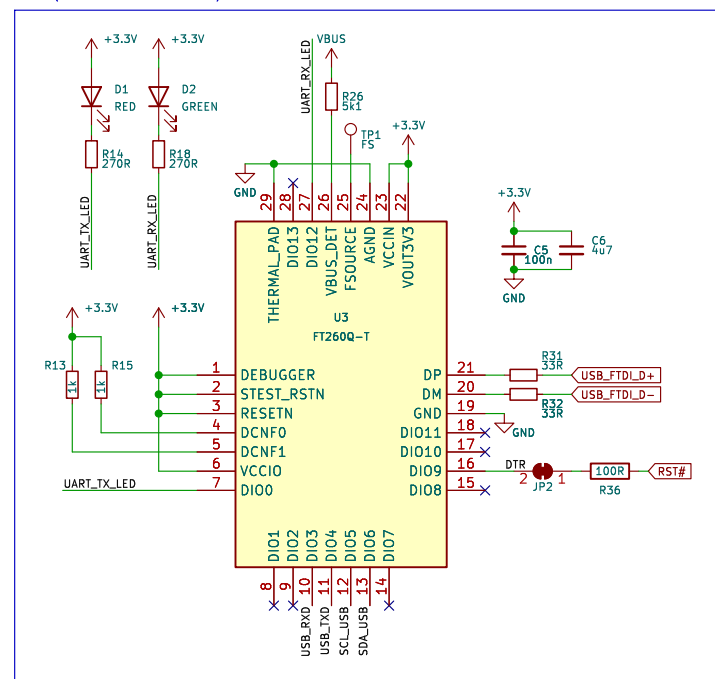 +3.3V
+3.3V
D1
RED
D2
GREEN
R14
270R
R18
270R
UART_TX_LED
UART_RX_LED
UART_RX_LED
VBUS
R26
5k1
TP1
FS
+3.3V
GND
29
28
27
26
25
24
23
22
THERMAL_PAD
DIO13
DIO12
VBUS_DET
FSOURCE
AGND
VCCIN
VOUT3V3
+3.3V
C5
100n
C6
4u7
GND
U3
FT260Q-T
+3.3V
+3.3V
R13
1k
R15
1k
1 DEBUGGER
2 STEST_RSTN
3 RESETN
4 DCNF0
5 DCNF1
6 VCCIO
7 DIO0
UART_TX_LED
DP 21
DM 20
GND 19
DIO11 18
DIO10 17
DIO9 16
DIO8 15
R31
33R
USB_FTDI_D+
USB_FTDI_D-
R32
33R
GND
DTR
2
JP2
1
100R
R36
RST#
DIO1
DIO2
DIO3
DIO4
DIO5
DIO6
DIO7
8
9
10
11
12
13
14
USB_RXD
USB_TXD
SCL_USB
SDA_USB